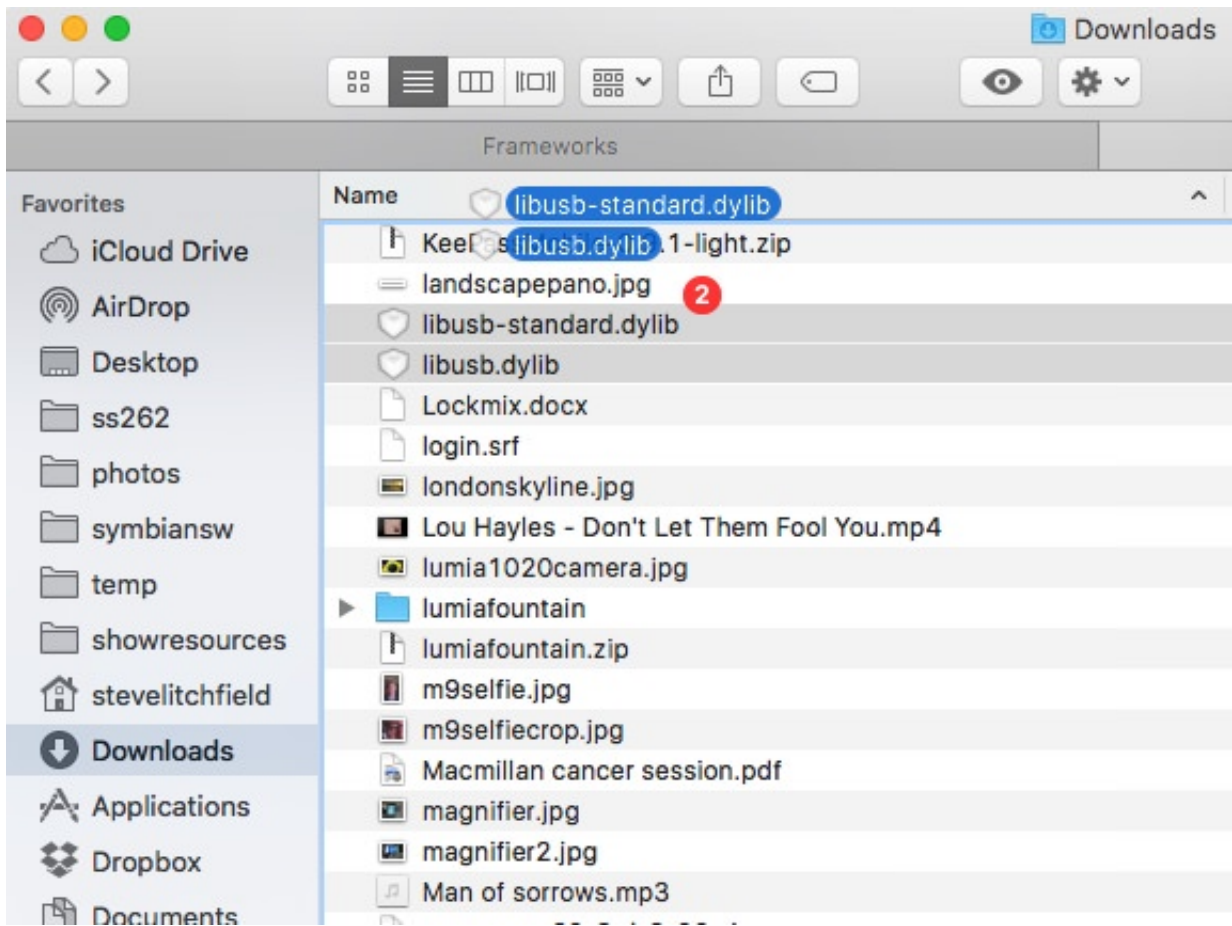 Downloads
Frameworks
Favorites
iCloud Drive
AirDrop
Desktop
ss262
photos
symbiansw
temp
showresources
stevelitchfield
Downloads
Applications
Dropbox
Documents
Name
libusb-standard.dylib
libusb.dylib
.1-light.zip
landscapepano.jpg
2
libusb-standard.dylib
libusb.dylib
Lockmix.docx
login.srf
londonskyline.jpg
Lou Hayles - Don't Let Them Fool You.mp4
lumia1020camera.jpg
lumiafountain
lumiafountain.zip
m9selfie.jpg
m9selfiecrop.jpg
Macmillan cancer session.pdf
magnifier.jpg
magnifier2.jpg
Man of sorrows.mp3